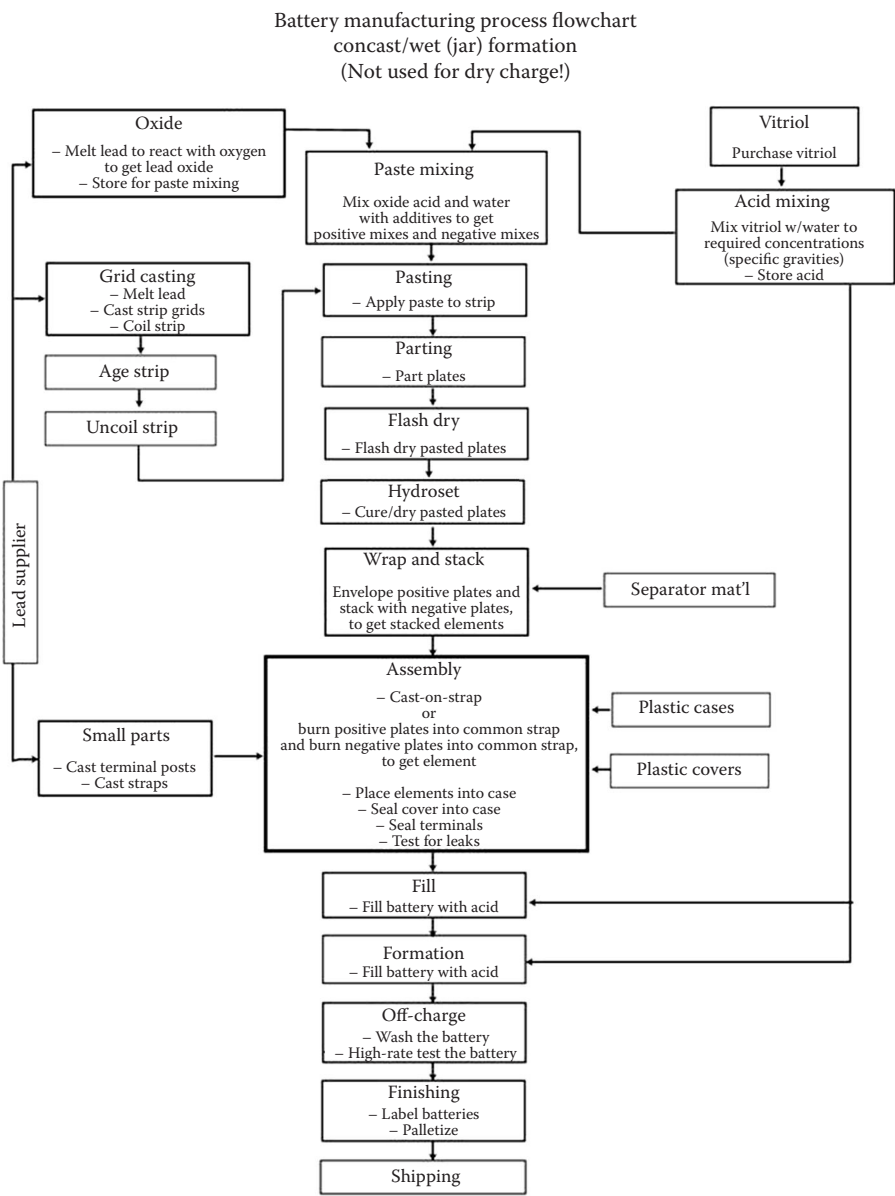 Battery manufacturing process flowchart
concast/wet (jar) formation
(Not used for dry charge!)
Oxide
– Melt lead to react with oxygen
to get lead oxide
– Store for paste mixing
Vitriol
Purchase vitriol
Paste mixing
Mix oxide acid and water
with additives to get
positive mixes and negative mixes
Acid mixing
Mix vitriol w/water to
required concentrations
(specific gravities)
– Store acid
Grid casting
– Melt lead
– Cast strip grids
– Coil strip
Pasting
– Apply paste to strip
Age strip
Parting
– Part plates
Uncoil strip
Flash dry
– Flash dry pasted plates
Hydroset
– Cure/dry pasted plates
Lead supplier
Wrap and stack
Envelope positive plates and
stack with negative plates,
to get stacked elements
Separator mat'l
Assembly
– Cast-on-strap
or
burn positive plates into common strap
and burn negative plates into common strap,
to get element
– Place elements into case
– Seal cover into case
– Seal terminals
– Test for leaks
Plastic cases
Plastic covers
Small parts
– Cast terminal posts
– Cast straps
Fill
– Fill battery with acid
Formation
– Fill battery with acid
Off-charge
– Wash the battery
– High-rate test the battery
Finishing
– Label batteries
– Palletize
Shipping